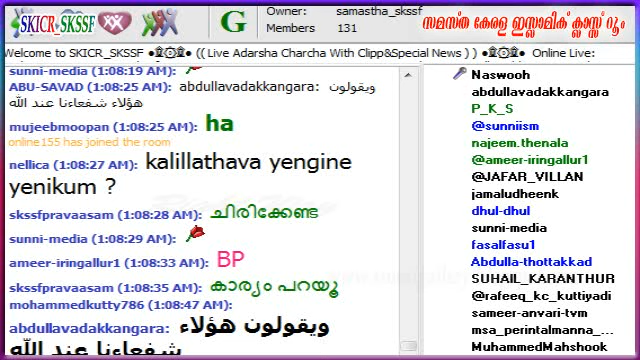 SKICR_SKSSF
G
Owner: samastha_skssf
Members 131
സമസ്ത കേരള ഇസ്ലാമിക് ക്ലാസ്സ് റൂം
Welcome to SKICR_SKSSF ●۩۞۩● (( Live Adarsha Charcha With Clipp&Special News ) ) ●۩۞۩● Online Live:
sunni-media (1:08:19 AM):
ABU-SAVAD (1:08:25 AM): abdullavadakkangara: ويقولون
هؤلاء شفعاءنا عند الله
mujeebmoopan (1:08:25 AM): ha
online155 has joined the room
nellica (1:08:27 AM): kalillathava yengine
yenikum ?
skssfpravaasam (1:08:28 AM): ചിരിക്കേണ്ട
sunni-media (1:08:29 AM):
ameer-iringallur1 (1:08:33 AM): BP
skssfpravaasam (1:08:35 AM): കാര്യം പറയൂ
mohammedkutty786 (1:08:47 AM):
abdullavadakkangara: ويقولون هؤلاء
شفعاءنا عند الله
Naswooh
abdullavadakkangara
P_K_S
@sunniism
najeem.thenala
@ameer-iringallur1
@JAFAR_VILLAN
jamaludheenk
dhul-dhul
sunni-media
fasalfasu1
Abdulla-thottakkad
SUHAIL_KARANTHUR
@rafeeq_kc_kuttiyadi
sameer-anvari-tvm
msa_perintalmanna_...
MuhammedMahshook